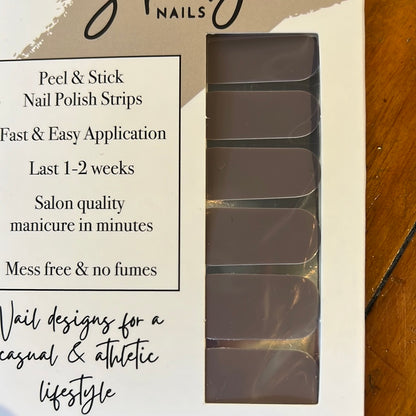 NAILS
Peel & Stick
Nail Polish Strips
Fast & Easy Application
Last 1-2 weeks
Salon quality
manicure in minutes
Mess free & no fumes
Nail designs for a
casual & athletic
lifestyle